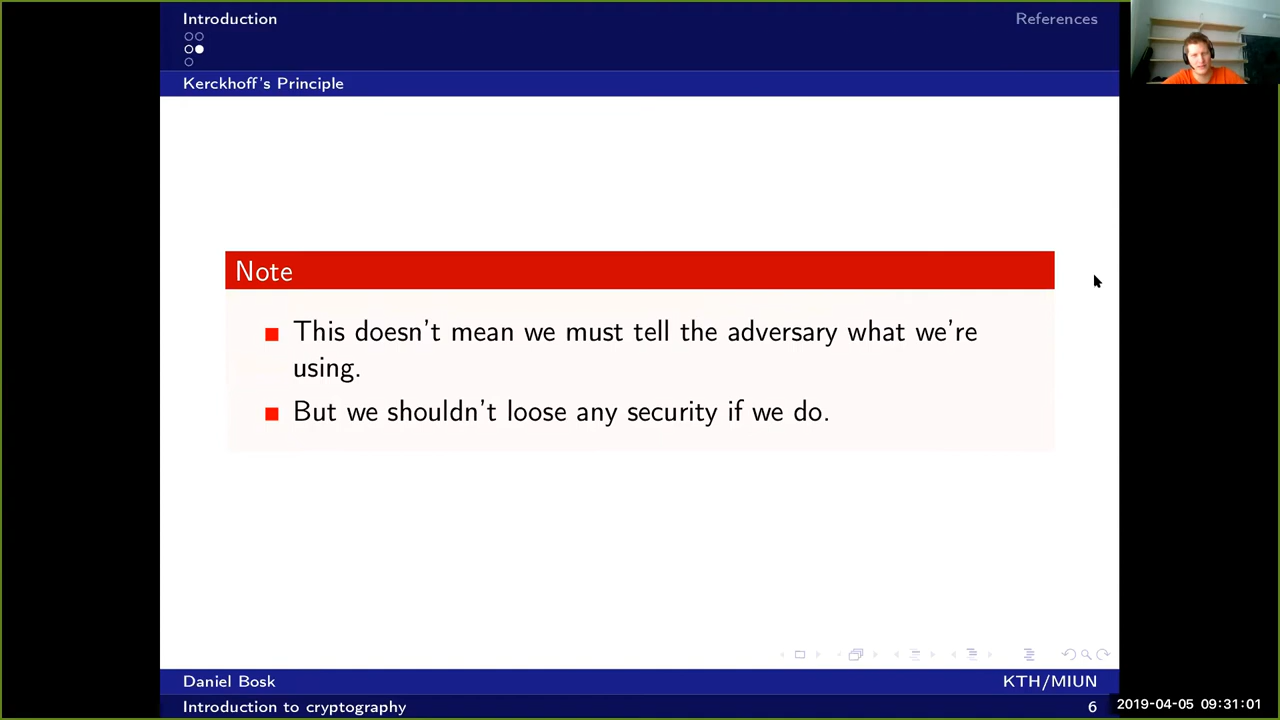 Introduction
References
Kerckhoff's Principle
Note
This doesn't mean we must tell the adversary what we're
using.
But we shouldn't loose any security if we do.
Daniel Bosk
KTH/MIUN
Introduction to cryptography
6
2019-04-05 09:31:01